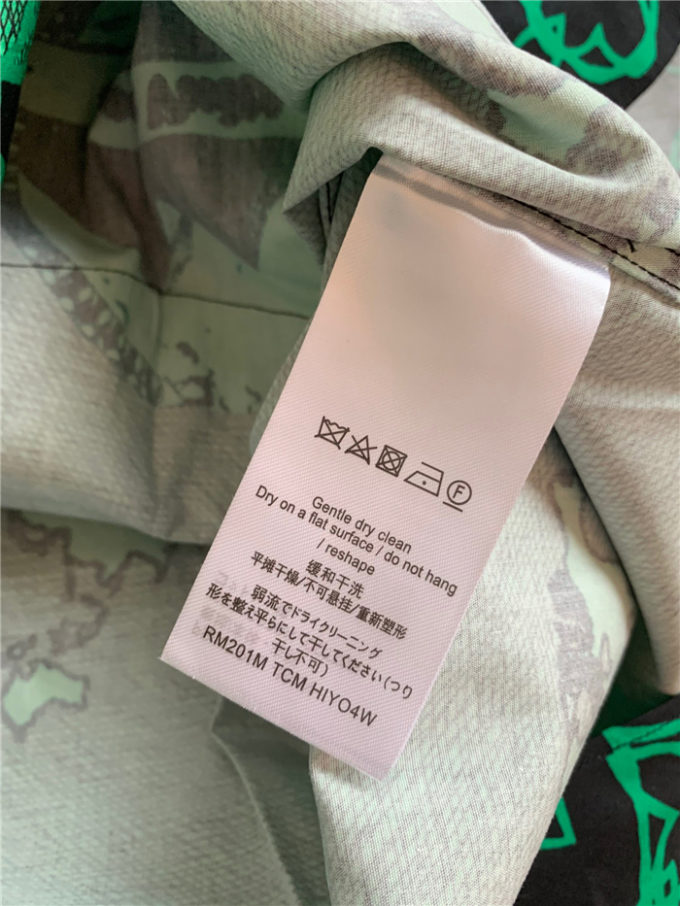 F
Gentle dry clean
Dry on a flat surface / do not hang
/ reshape
缓和干洗
平摊干燥/不可悬挂/重新塑形
弱流でドライクリーニング
形を整え平らにして干してください(つり
干し不可)
RM201M TCM HIYO4W